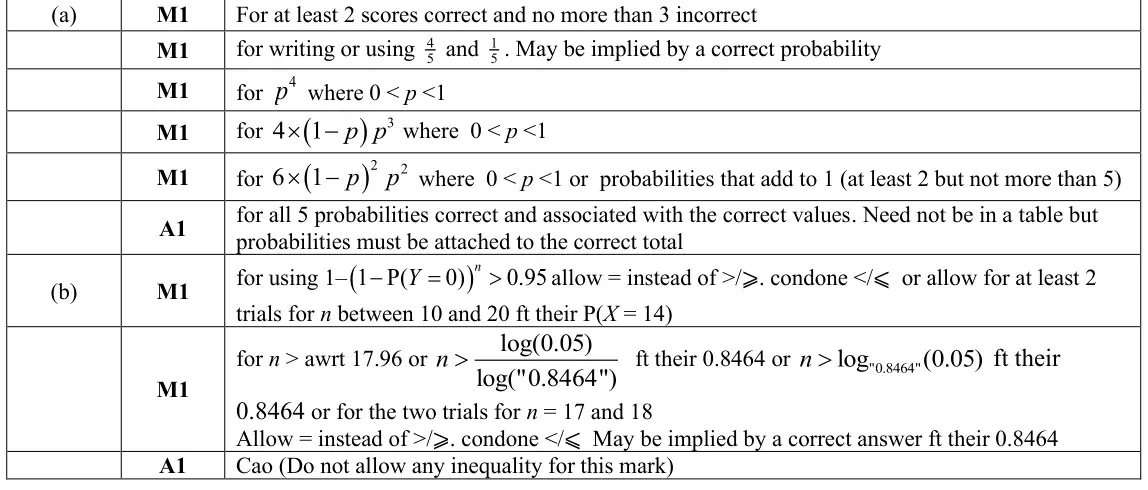 (a) M1 For at least 2 scores correct and no more than 3 incorrect
M1 for writing or using 4/5 and 1/5 . May be implied by a correct probability
M1 for p⁴ where 0 < p <1
M1 for 4×(1− p) p³ where 0 < p <1
M1 for 6×(1− p)² p² where 0 < p <1 or probabilities that add to 1 (at least 2 but not more than 5)
A1 for all 5 probabilities correct and associated with the correct values. Need not be in a table but
probabilities must be attached to the correct total
(b) M1 for using 1–(1−P(Y = 0))ⁿ > 0.95 allow = instead of >/⩾. condone </⩽ or allow for at least 2
trials for n between 10 and 20 ft their P(X = 14)
M1 for n > awrt 17.96 or n > log(0.05)/log("0.8464") ft their 0.8464 or n > log"0.8464"(0.05) ft their
0.8464 or for the two trials for n = 17 and 18
Allow = instead of >/⩾. condone </⩽ May be implied by a correct answer ft their 0.8464
A1 Cao (Do not allow any inequality for this mark)